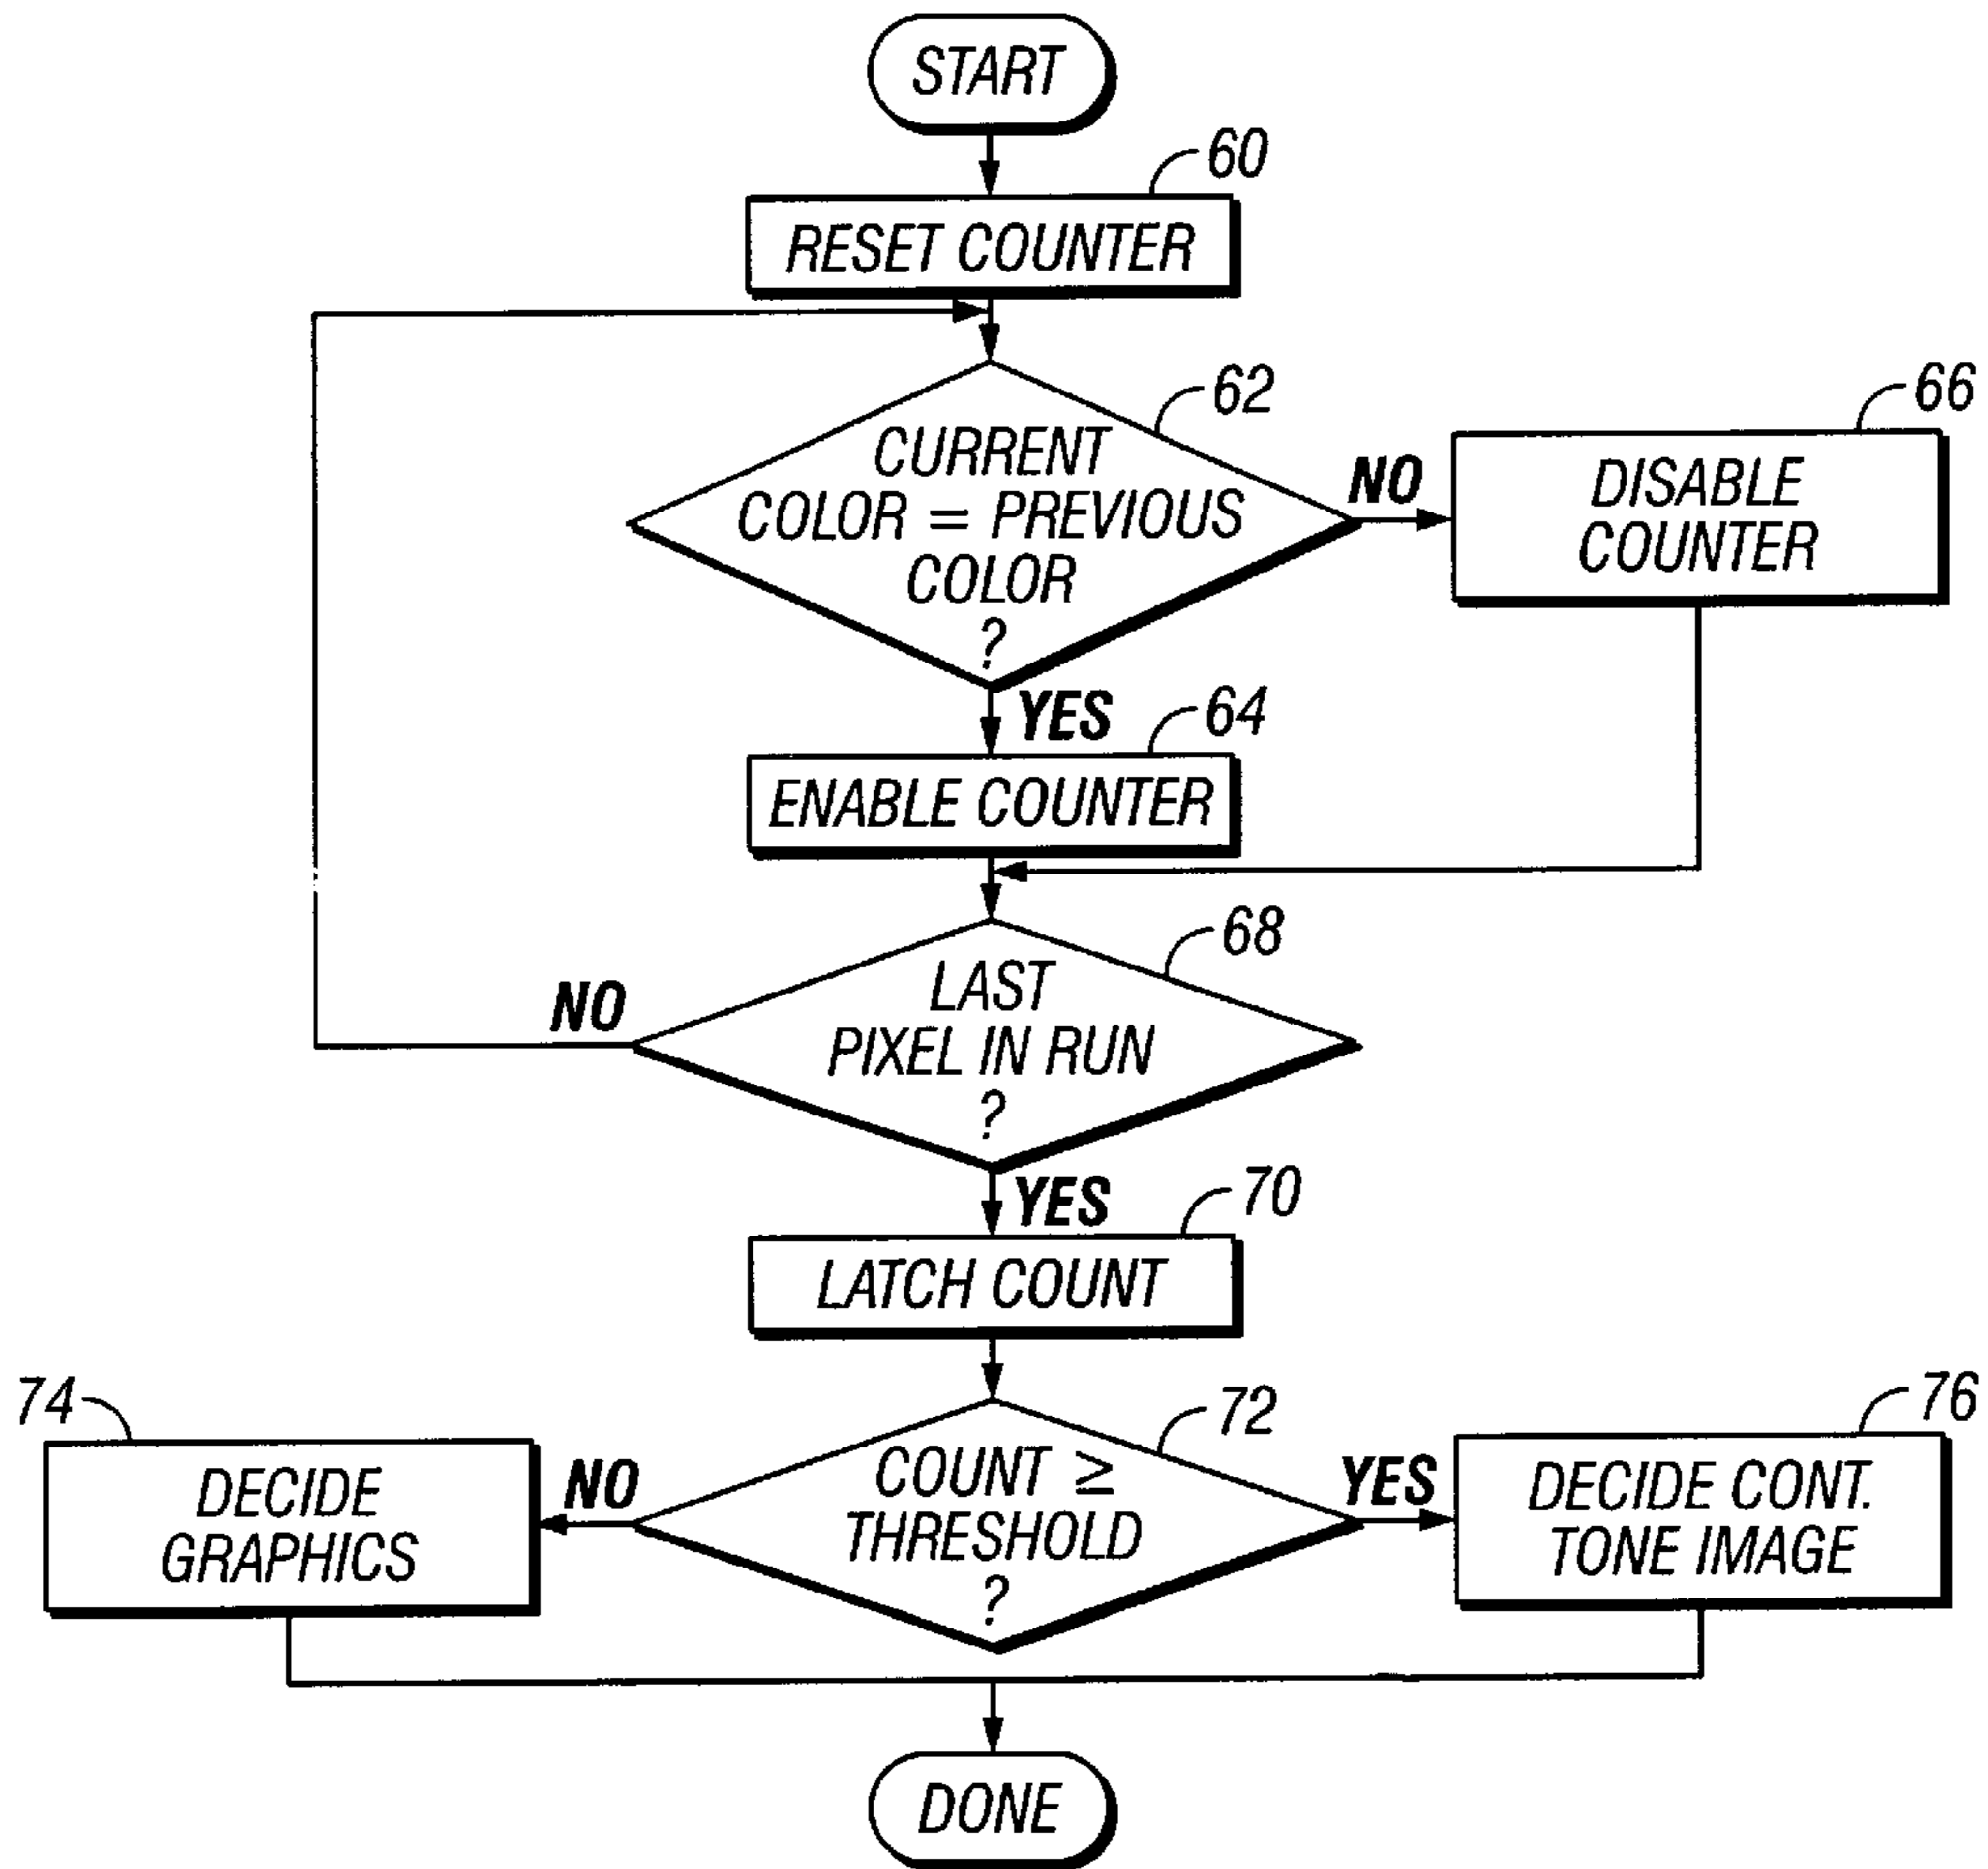 START
60
RESET COUNTER
62
CURRENT
COLOR = PREVIOUS
COLOR
?
NO
66
DISABLE
COUNTER
YES
64
ENABLE COUNTER
68
LAST
PIXEL IN RUN
?
NO
YES
70
LATCH COUNT
72
COUNT ≥
THRESHOLD
?
NO
74
DECIDE
GRAPHICS
YES
76
DECIDE CONT.
TONE IMAGE
DONE